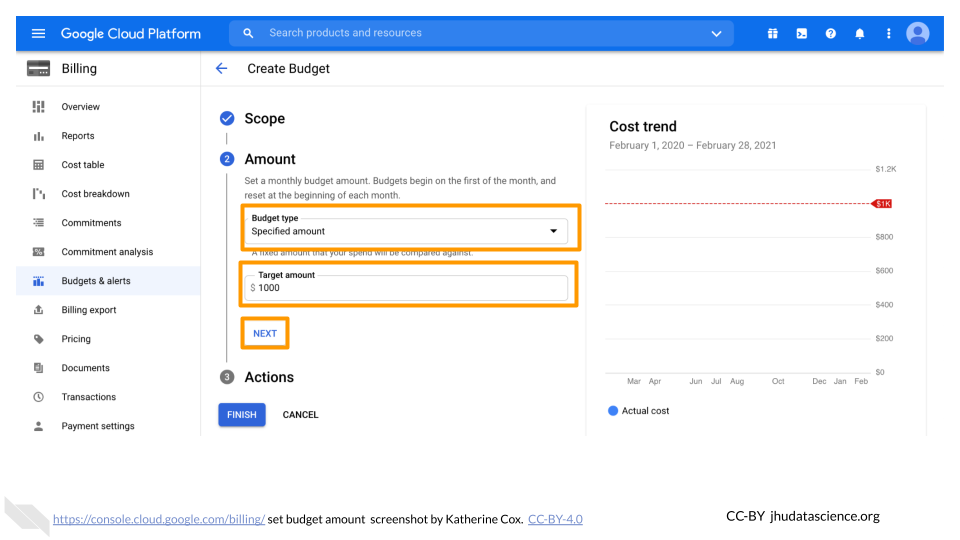 Google Cloud Platform
Search products and resources
Billing
Create Budget
Overview
Reports
Cost table
Cost breakdown
Commitments
Commitment analysis
Budgets & alerts
Billing export
Pricing
Documents
Transactions
Payment settings
Scope
2
Amount
Set a monthly budget amount. Budgets begin on the first of the month, and
reset at the beginning of each month.
Budget type
Specified amount
A fixed amount that your spend will be compared against.
Target amount
$ 1000
NEXT
3
Actions
FINISH
CANCEL
Cost trend
February 1, 2020 – February 28, 2021
$1.2K
$1K
$800
$600
$400
$200
$0
Mar Apr Jun Jul Aug Oct Dec Jan Feb
Actual cost
https://console.cloud.google.com/billing/ set budget amount screenshot by Katherine Cox. CC-BY-4.0
CC-BY jhudatascience.org